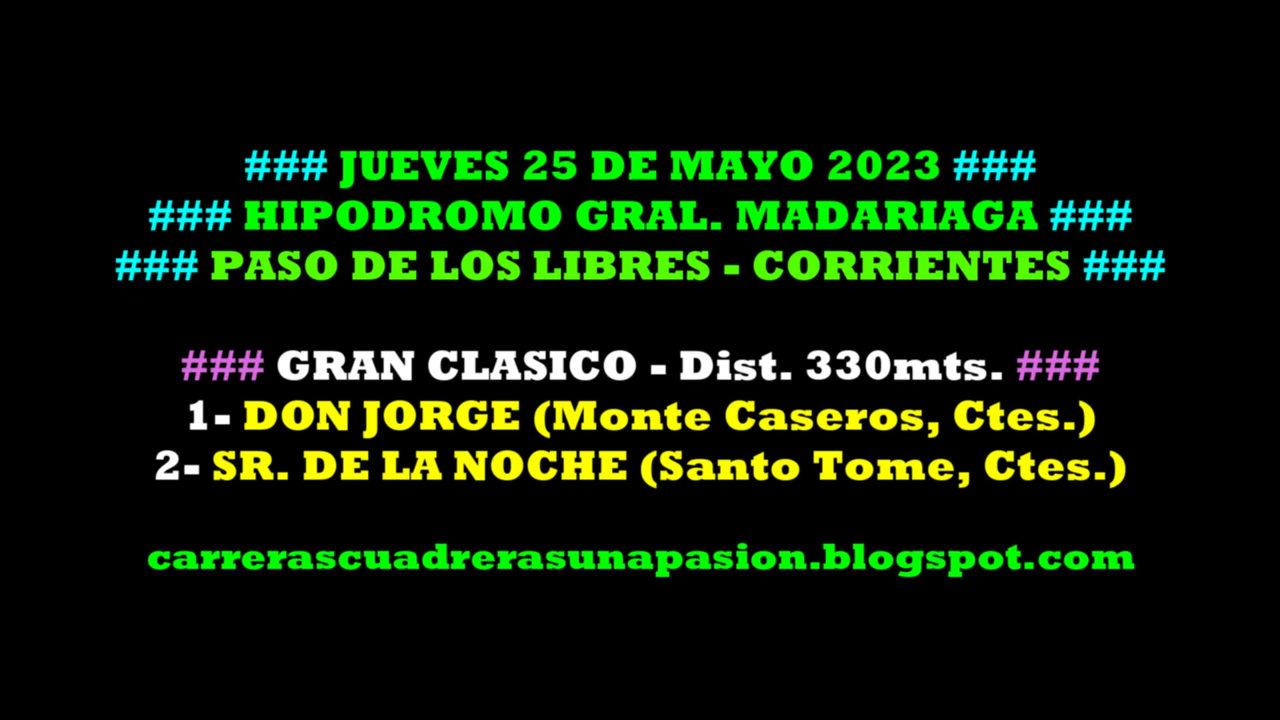 ### JUEVES 25 DE MAYO 2023 ###
### HIPODROMO GRAL. MADARIAGA ###
### PASO DE LOS LIBRES - CORRIENTES ###
### GRAN CLASICO - Dist. 330mts. ###
1- DON JORGE (Monte Caseros, Ctes.)
2- SR. DE LA NOCHE (Santo Tome, Ctes.)
carrerascuadrerasunapasion.blogspot.com